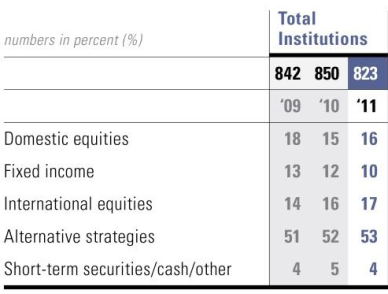 Total
Institutions
numbers in percent (%)
842 850 823
'09 '10 '11
Domestic equities 18 15 16
Fixed income 13 12 10
International equities 14 16 17
Alternative strategies 51 52 53
Short-term securities/cash/other 4 5 4